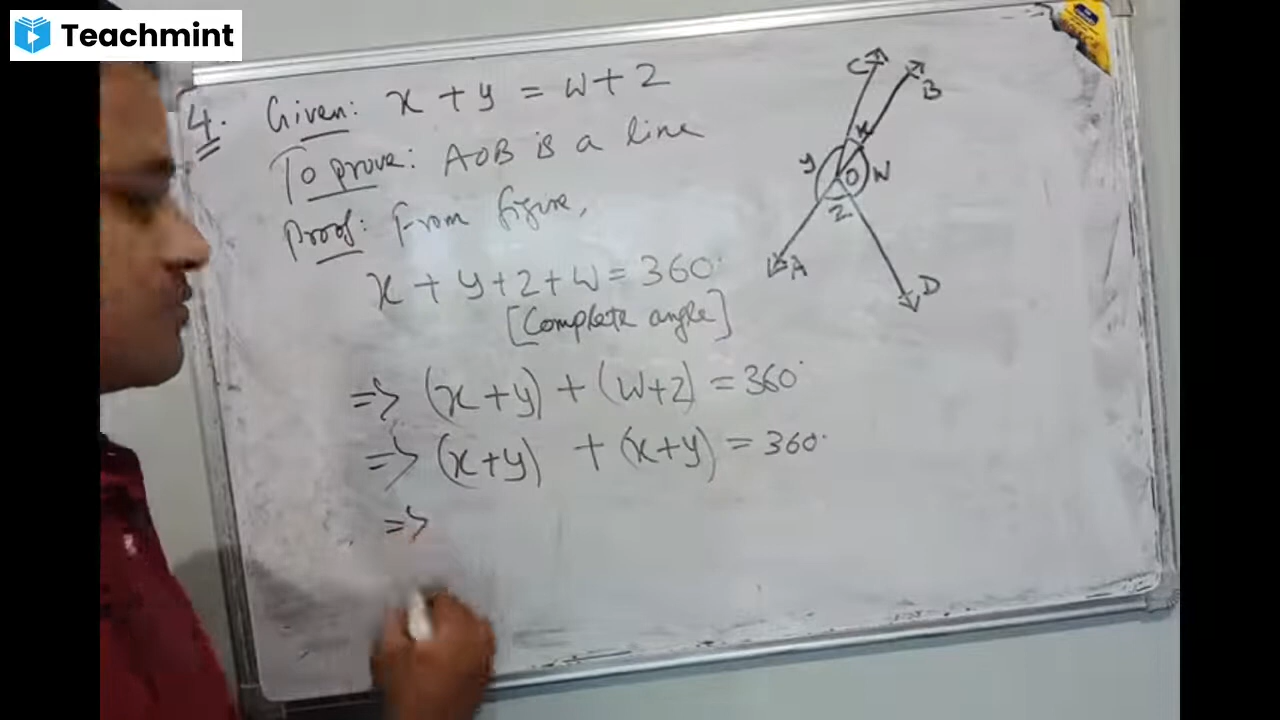 Teachmint
4. Given: x + y = w + z
To prove: AOB is a line
Proof: From figure,
x + y + z + w = 360°
[Complete angle]
=> (x + y) + (w + z) = 360°
=> (x + y) + (x + y) = 360°
=>
C
B
x
y
O
w
z
A
D